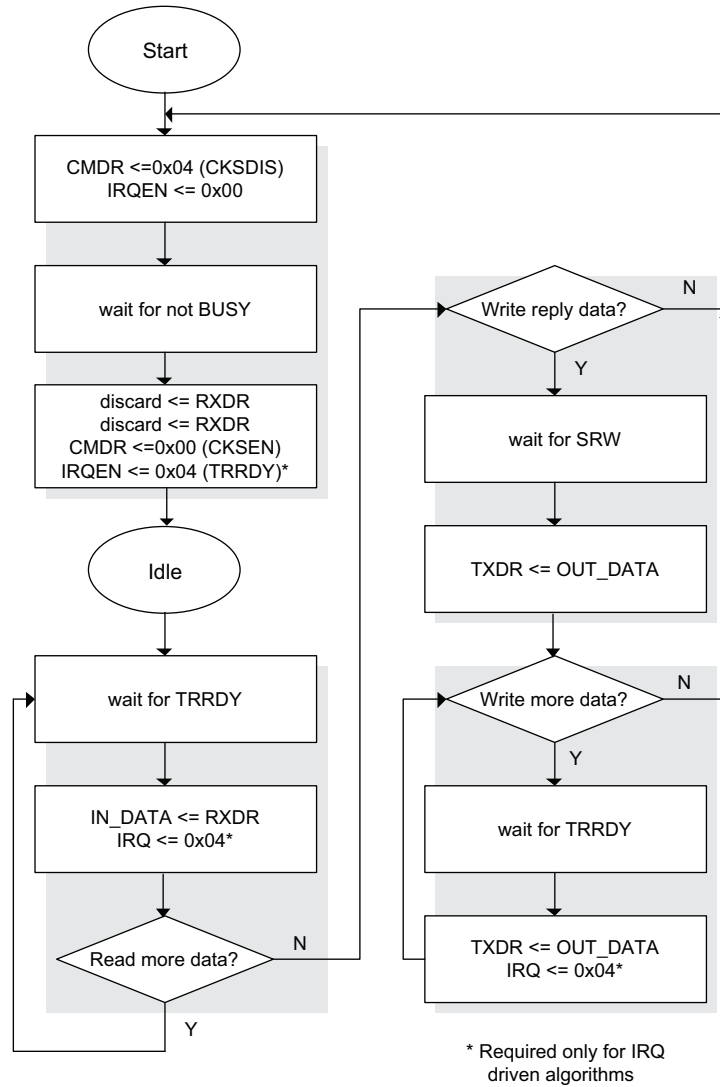 Start
CMDR <=0x04 (CKSDIS)
IRQEN <= 0x00
wait for not BUSY
discard <= RXDR
discard <= RXDR
CMDR <=0x00 (CKSEN)
IRQEN <= 0x04 (TRRDY)*
Idle
wait for TRRDY
IN_DATA <= RXDR
IRQ <= 0x04*
Read more data?
N
Y
Write reply data?
N
Y
wait for SRW
TXDR <= OUT_DATA
Write more data?
N
Y
wait for TRRDY
TXDR <= OUT_DATA
IRQ <= 0x04*
* Required only for IRQ
driven algorithms